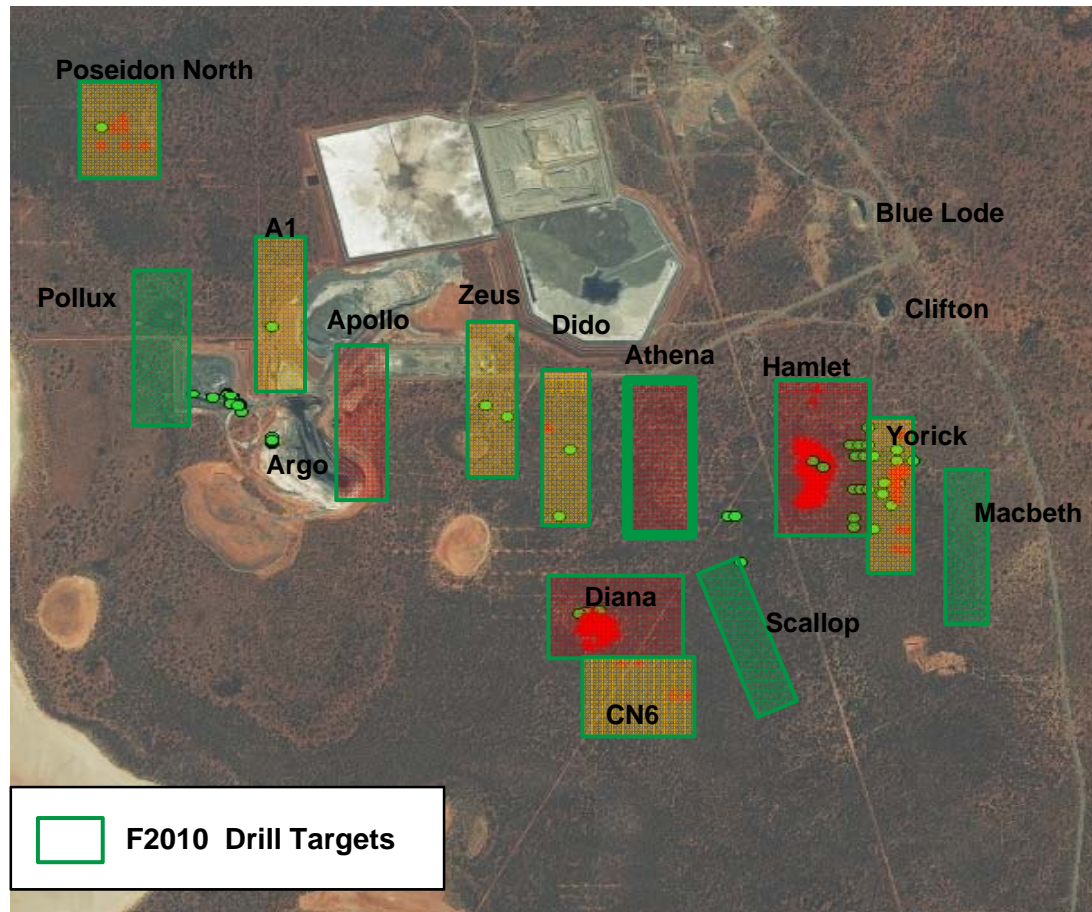 Poseidon North
Blue Lode
A1
Pollux
Zeus
Clifton
Apollo
Dido
Athena
Hamlet
Yorick
Argo
Macbeth
Diana
Scallop
CN6
F2010 Drill Targets